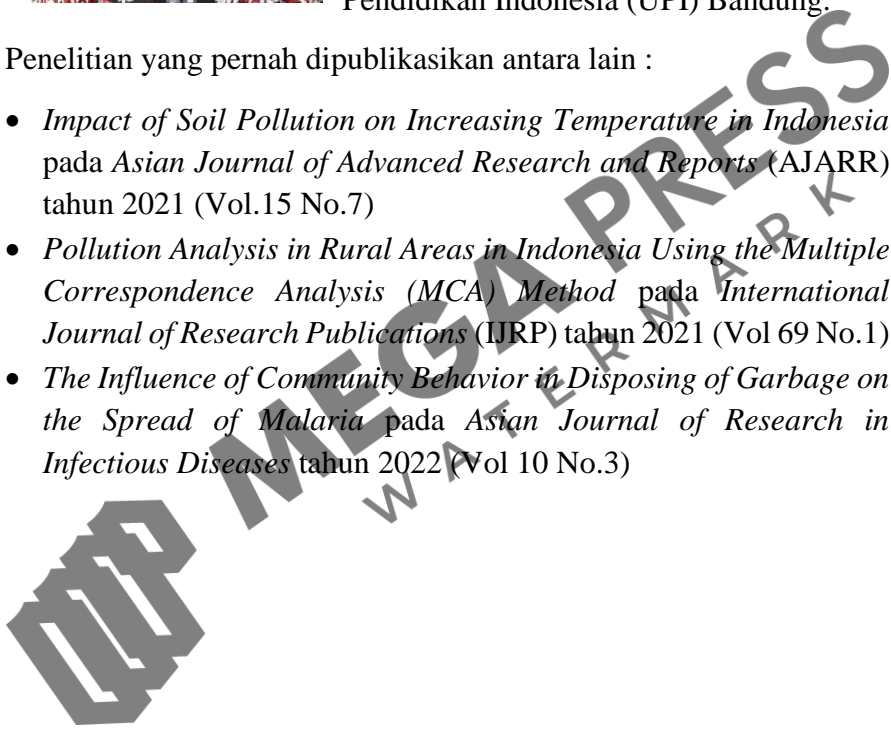 Pendidikan Indonesia (UPI) Bandung.
Penelitian yang pernah dipublikasikan antara lain :
• Impact of Soil Pollution on Increasing Temperature in Indonesia
pada Asian Journal of Advanced Research and Reports (AJARR)
tahun 2021 (Vol.15 No.7)
• Pollution Analysis in Rural Areas in Indonesia Using the Multiple
Correspondence Analysis (MCA) Method pada International
Journal of Research Publications (IJRP) tahun 2021 (Vol 69 No.1)
• The Influence of Community Behavior in Disposing of Garbage on
the Spread of Malaria pada Asian Journal of Research in
Infectious Diseases tahun 2022 (Vol 10 No.3)
MEGA PRESS
WATERMARK